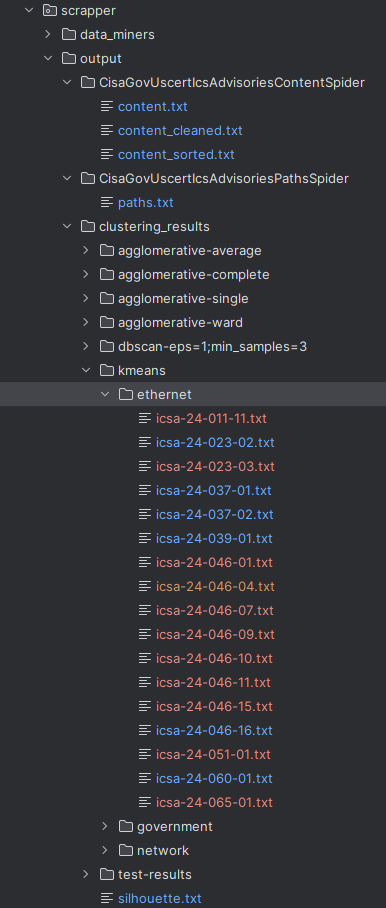 scrapper
data_miners
output
CisaGovUscertIcsAdvisoriesContentSpider
content.txt
content_cleaned.txt
content_sorted.txt
CisaGovUscertIcsAdvisoriesPathsSpider
paths.txt
clustering_results
agglomerative-average
agglomerative-complete
agglomerative-single
agglomerative-ward
dbscan-eps=1;min_samples=3
kmeans
ethernet
icsa-24-011-11.txt
icsa-24-023-02.txt
icsa-24-023-03.txt
icsa-24-037-01.txt
icsa-24-037-02.txt
icsa-24-039-01.txt
icsa-24-046-01.txt
icsa-24-046-04.txt
icsa-24-046-07.txt
icsa-24-046-09.txt
icsa-24-046-10.txt
icsa-24-046-11.txt
icsa-24-046-15.txt
icsa-24-046-16.txt
icsa-24-051-01.txt
icsa-24-060-01.txt
icsa-24-065-01.txt
government
network
test-results
silhouette.txt